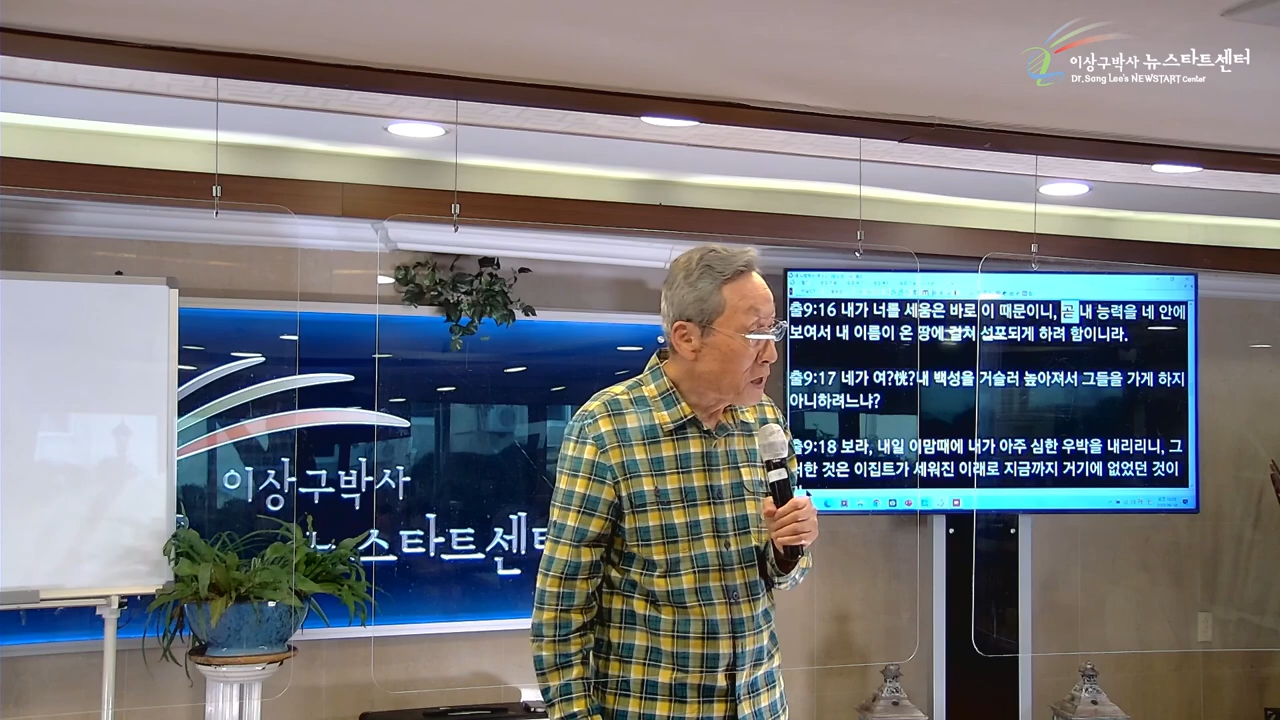 이상구박사 뉴스타트센터
Dr. Sang Lee's NEWSTART Center
출9:16 내가 너를 세움은 바로 이 때문이니, 곧 내 능력을 네 안에
보여서 내 이름이 온 땅에 걸쳐 선포되게 하려 함이니라.
출9:17 네가 여?恍?내 백성을 거슬러 높아져서 그들을 가게 하지
아니하려느냐?
출9:18 보라, 내일 이맘때에 내가 아주 심한 우박을 내리리니, 그
러한 것은 이집트가 세워진 이래로 지금까지 거기에 없었던 것이
이상구박사
뉴스타트센터